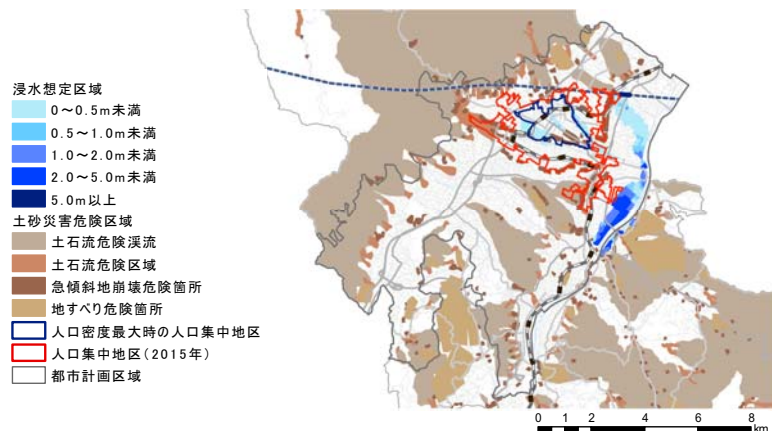 浸水想定区域
0～0.5m未満
0.5～1.0m未満
1.0～2.0m未満
2.0～5.0m未満
5.0m以上
土砂災害危険区域
土石流危険渓流
土石流危険区域
急傾斜地崩壊危険箇所
地すべり危険箇所
人口密度最大時の人口集中地区
人口集中地区(2015年)
都市計画区域
0 1 2 4 6 8
km